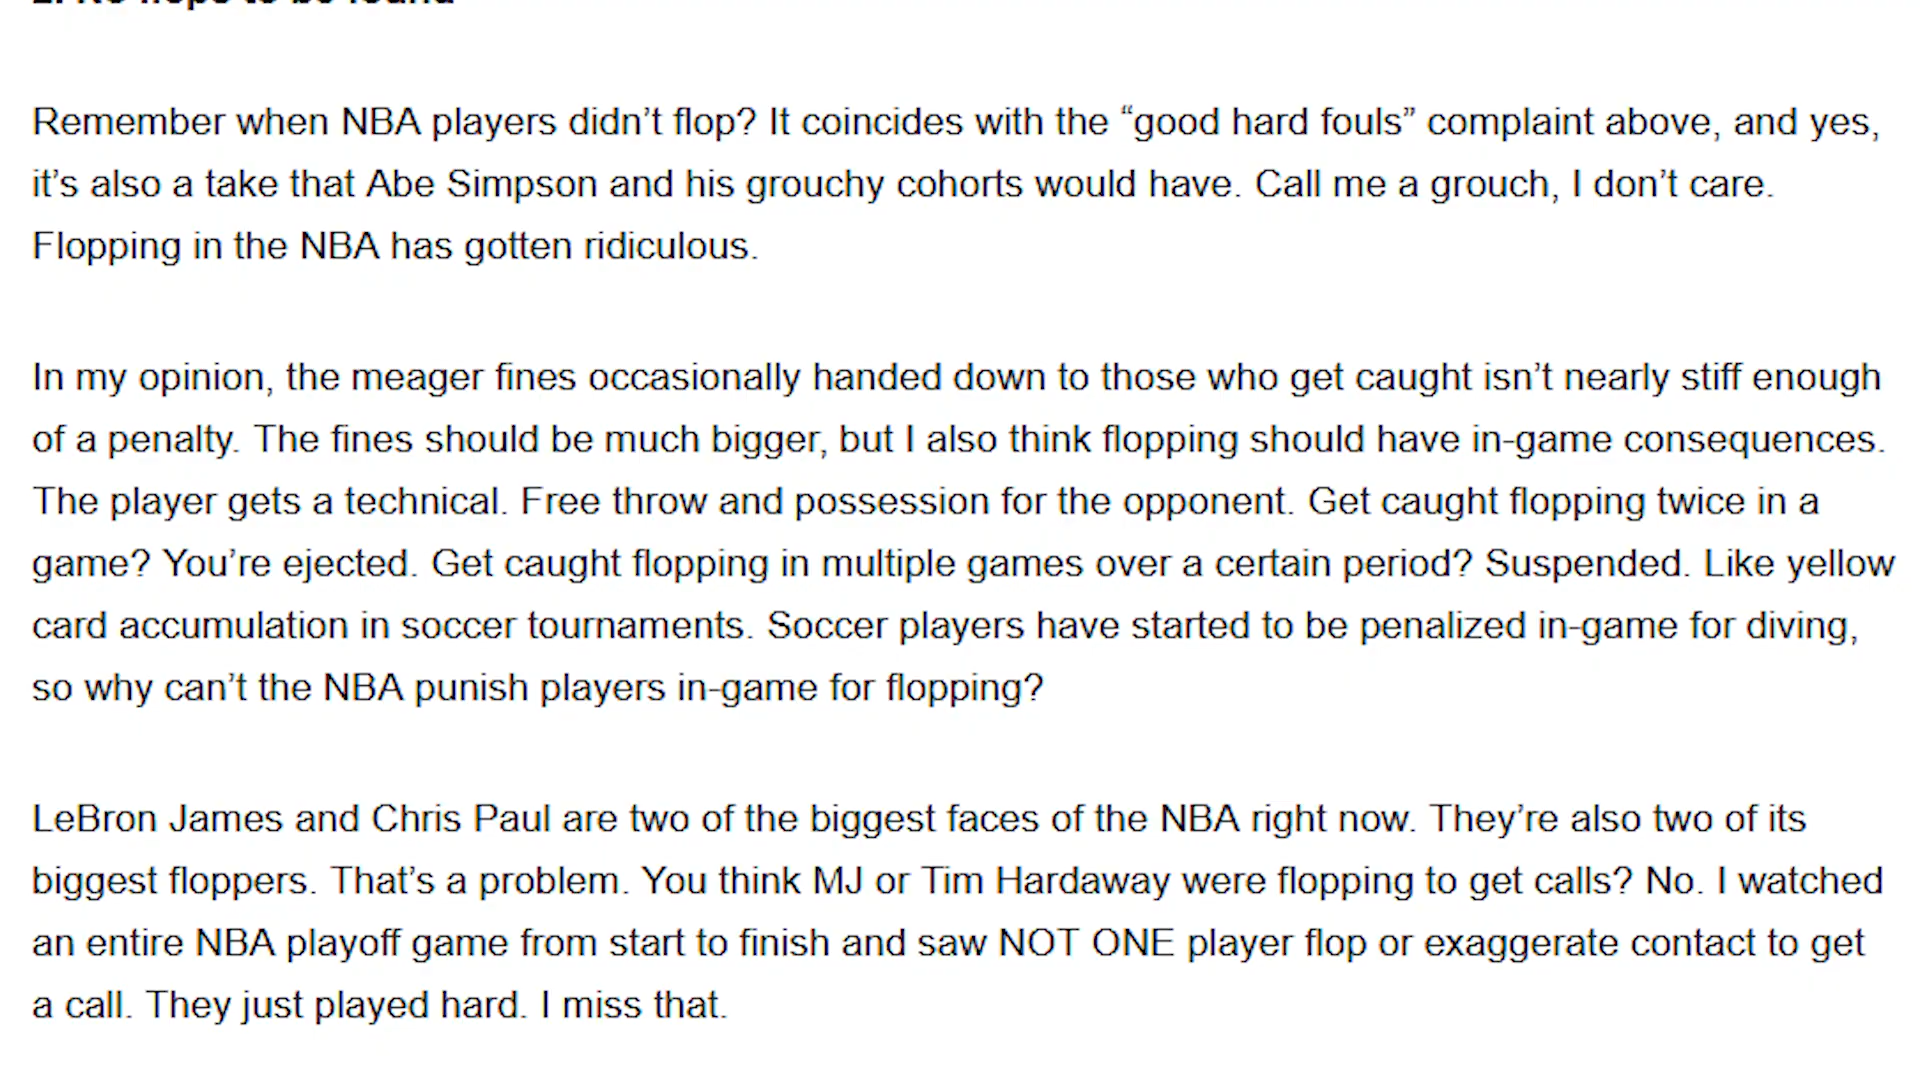 2. No flops to be found
Remember when NBA players didn’t flop? It coincides with the “good hard fouls” complaint above, and yes,
it’s also a take that Abe Simpson and his grouchy cohorts would have. Call me a grouch, I don’t care.
Flopping in the NBA has gotten ridiculous.
In my opinion, the meager fines occasionally handed down to those who get caught isn’t nearly stiff enough
of a penalty. The fines should be much bigger, but I also think flopping should have in-game consequences.
The player gets a technical. Free throw and possession for the opponent. Get caught flopping twice in a
game? You’re ejected. Get caught flopping in multiple games over a certain period? Suspended. Like yellow
card accumulation in soccer tournaments. Soccer players have started to be penalized in-game for diving,
so why can’t the NBA punish players in-game for flopping?
LeBron James and Chris Paul are two of the biggest faces of the NBA right now. They’re also two of its
biggest floppers. That’s a problem. You think MJ or Tim Hardaway were flopping to get calls? No. I watched
an entire NBA playoff game from start to finish and saw NOT ONE player flop or exaggerate contact to get
a call. They just played hard. I miss that.